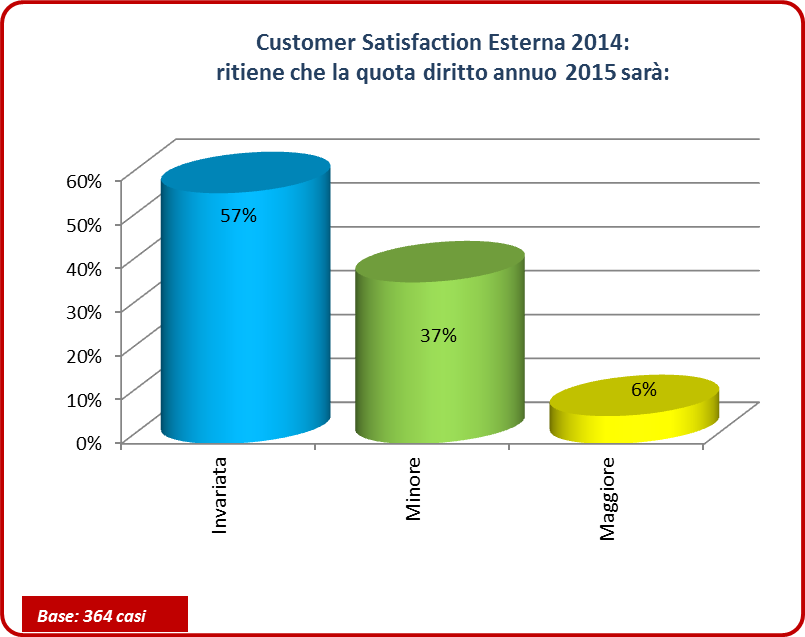 Customer Satisfaction Esterna 2014:
ritiene che la quota diritto annuo 2015 sarà:
60%
50%
40%
30%
20%
10%
0%
57%
37%
6%
Invariata
Minore
Maggiore
Base: 364 casi